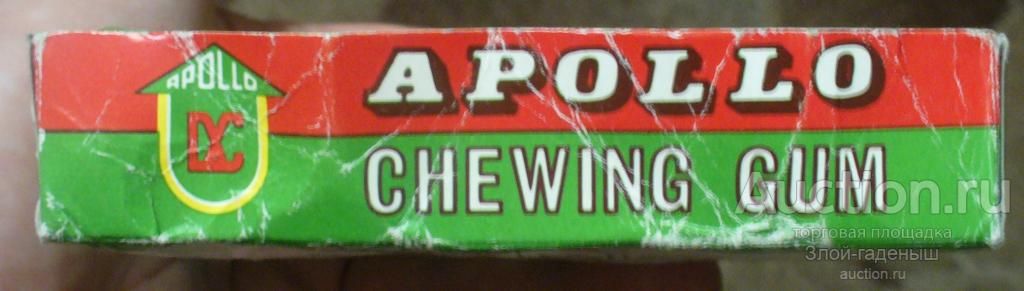 APOLLO
DC
APOLLO
CHEWING GUM
Auction.ru
торговая площадка
Злой-гаденыш
auction.ru